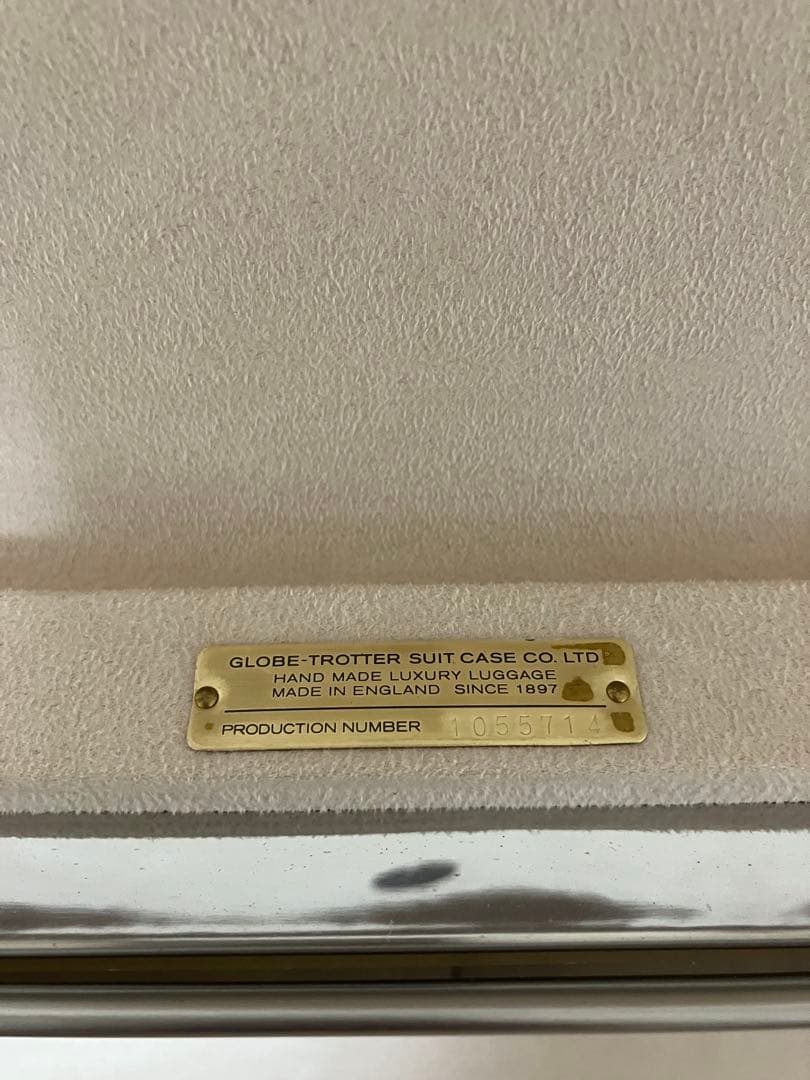 GLOBE-TROTTER SUIT CASE CO. LTD
HAND MADE LUXURY LUGGAGE
MADE IN ENGLAND SINCE 1897
PRODUCTION NUMBER 1055714